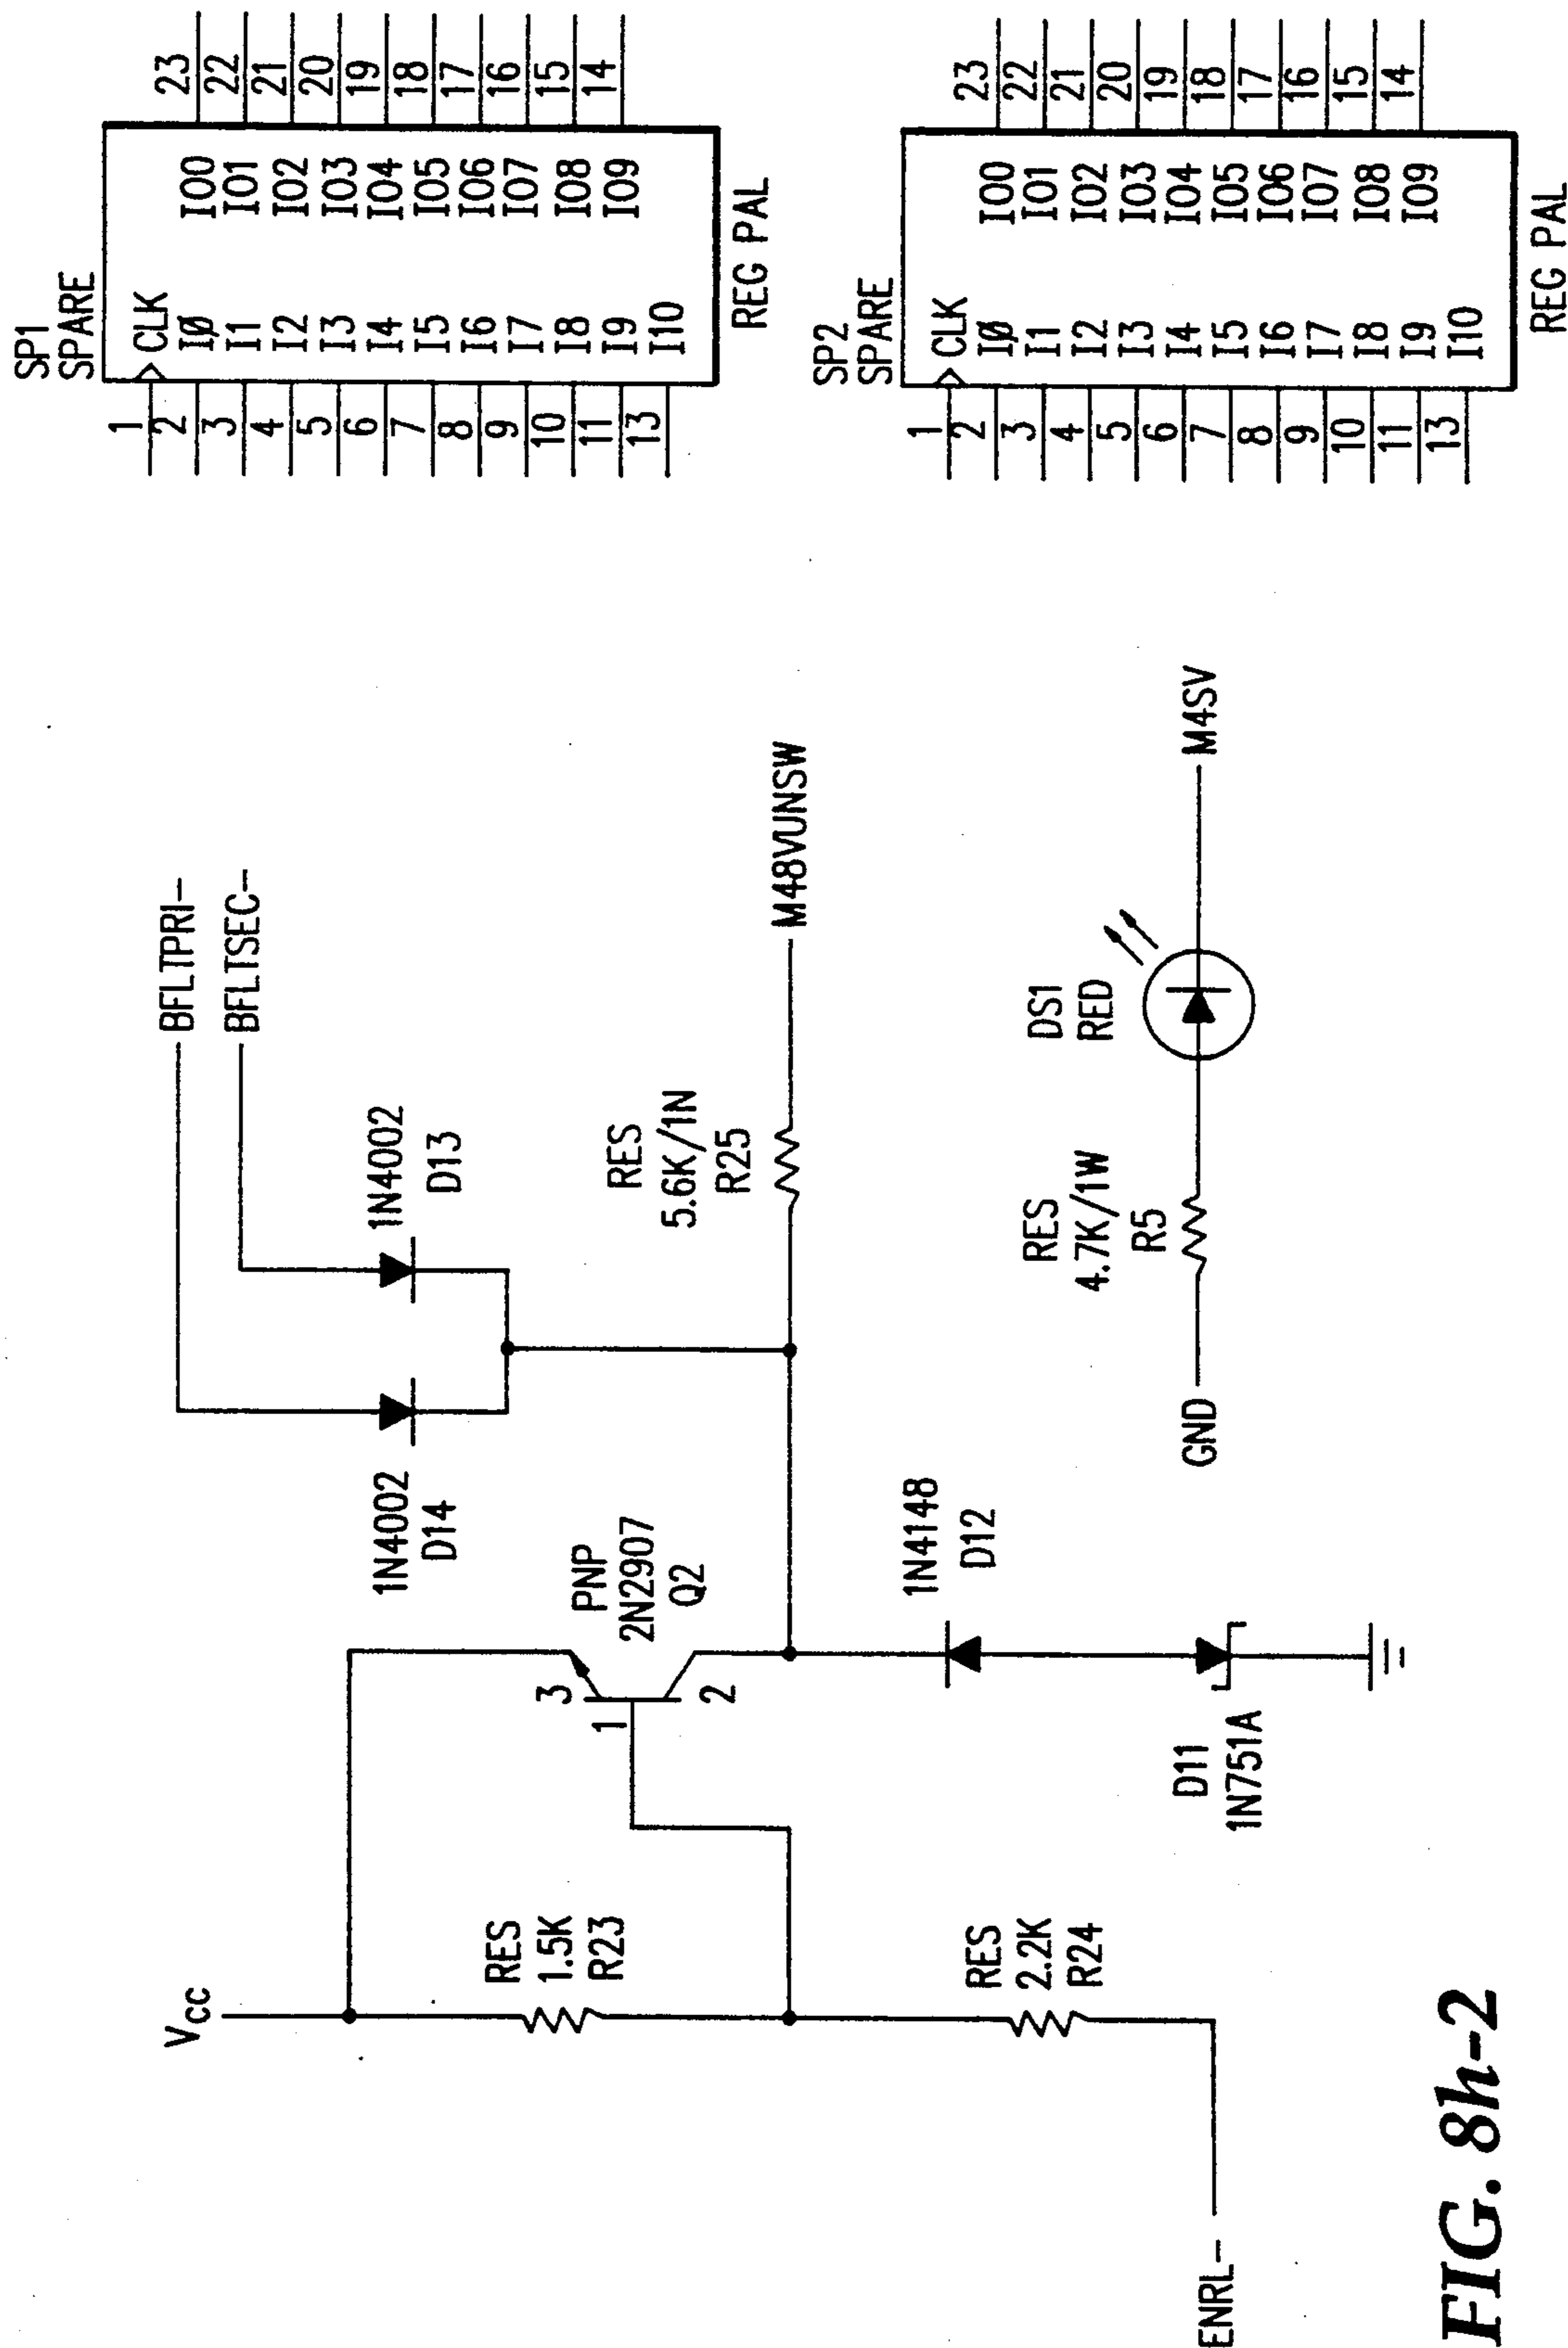 SP1
SPARE
1
2
3
4
5
6
7
8
9
10
11
13
CLK
IØ
I1
I2
I3
I4
I5
I6
I7
I8
I9
I10
IO0
IO1
IO2
IO3
IO4
IO5
IO6
IO7
IO8
IO9
23
22
21
20
19
18
17
16
15
14
REG PAL
SP2
SPARE
1
2
3
4
5
6
7
8
9
10
11
13
CLK
IØ
I1
I2
I3
I4
I5
I6
I7
I8
I9
I10
IO0
IO1
IO2
IO3
IO4
IO5
IO6
IO7
IO8
IO9
23
22
21
20
19
18
17
16
15
14
REG PAL
BFLTPRI-
BFLTSEC-
1N4002
D13
1N4002
D14
VCC
PNP
2N2907
Q2
3
1
2
RES
1.5K
R23
RES
5.6K/1N
R25
M48VUNSW
1N4148
D12
RES
2.2K
R24
D11
1N751A
ENRL-
DS1
RED
RES
4.7K/1W
R5
GND
M4SV
FIG. 8h-2